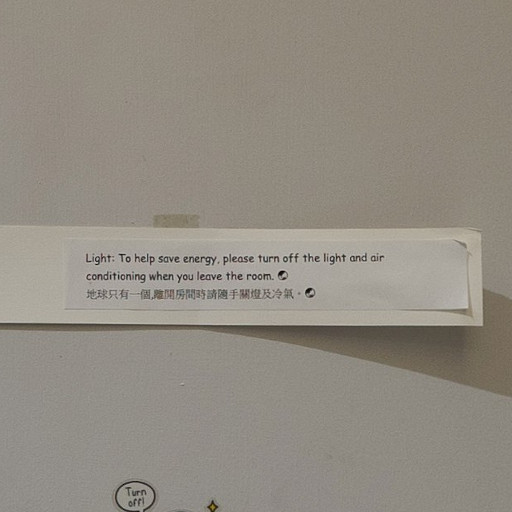 Light: To help save energy, please turn off the light and air
conditioning when you leave the room.
地球只有一個,離開房間時請隨手關燈及冷氣。
Turn
off!